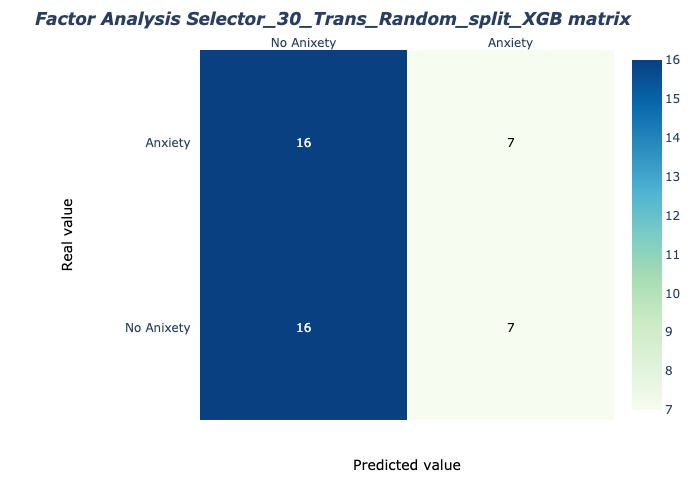 Factor Analysis Selector_30_Trans_Random_split_XGB matrix
No Anixety
Anxiety
Anxiety
16
7
Real value
No Anixety
16
7
Predicted value
16
15
14
13
12
11
10
9
8
7